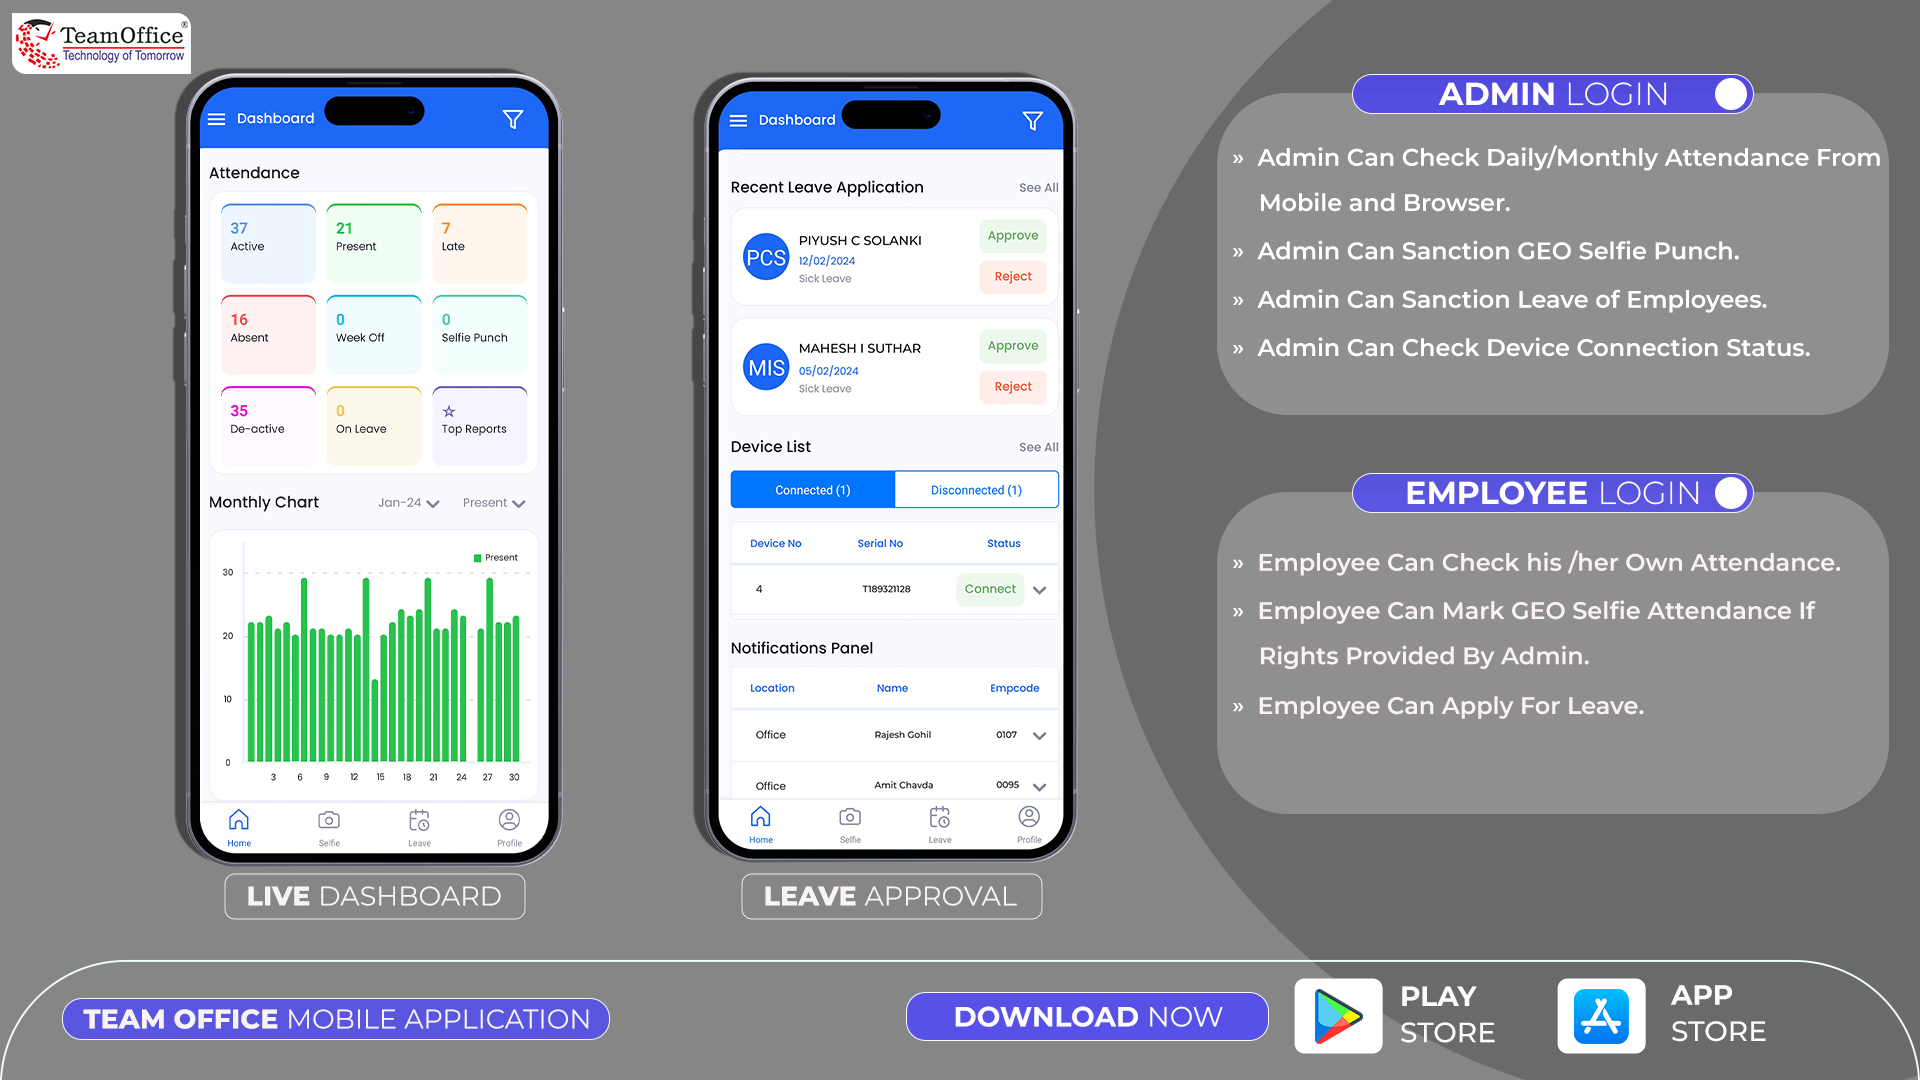 TeamOffice®
Technology of Tomorrow
Dashboard
Attendance
37
Active
21
Present
7
Late
16
Absent
0
Week Off
0
Selfie Punch
35
De-active
0
On Leave
Top Reports
Monthly Chart
Jan-24
Present
Present
30
20
10
0
3 6 9 12 15 18 21 24 27 30
Home
Selfie
Leave
Profile
LIVE DASHBOARD
Dashboard
Recent Leave Application
See All
PCS
PIYUSH C SOLANKI
12/02/2024
Sick Leave
Approve
Reject
MIS
MAHESH I SUTHAR
05/02/2024
Sick Leave
Approve
Reject
Device List
See All
Connected (1)
Disconnected (1)
Device No Serial No Status
4 T189321128 Connect
Notifications Panel
Location Name Empcode
Office Rajesh Gohil 0107
Office Amit Chavda 0095
Home
Selfie
Leave
Profile
LEAVE APPROVAL
ADMIN LOGIN
» Admin Can Check Daily/Monthly Attendance From
Mobile and Browser.
» Admin Can Sanction GEO Selfie Punch.
» Admin Can Sanction Leave of Employees.
» Admin Can Check Device Connection Status.
EMPLOYEE LOGIN
» Employee Can Check his /her Own Attendance.
» Employee Can Mark GEO Selfie Attendance If
Rights Provided By Admin.
» Employee Can Apply For Leave.
TEAM OFFICE MOBILE APPLICATION
DOWNLOAD NOW
PLAY
STORE
APP
STORE